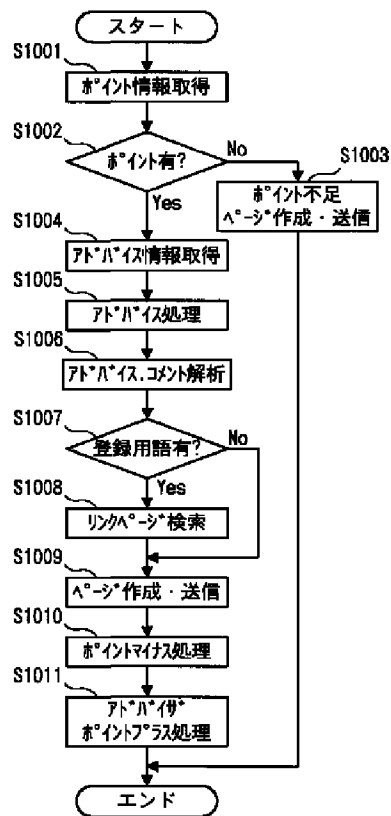 スタート
S1001
ﾎﾟｲﾝﾄ情報取得
S1002
ﾎﾟｲﾝﾄ有?
No
S1003
ﾎﾟｲﾝﾄ不足
ﾍﾟｰｼﾞ作成・送信
Yes
S1004
ｱﾄﾞﾊﾞｲｽ情報取得
S1005
ｱﾄﾞﾊﾞｲｽ処理
S1006
ｱﾄﾞﾊﾞｲｽ,ｺﾒﾝﾄ解析
S1007
登録用語有?
No
S1008
Yes
ﾘﾝｸﾍﾟｰｼﾞ検索
S1009
ﾍﾟｰｼﾞ作成・送信
S1010
ﾎﾟｲﾝﾄﾏｲﾅｽ処理
S1011
ｱﾄﾞﾊﾞｲｻﾞ
ﾎﾟｲﾝﾄﾌﾟﾗｽ処理
エンド